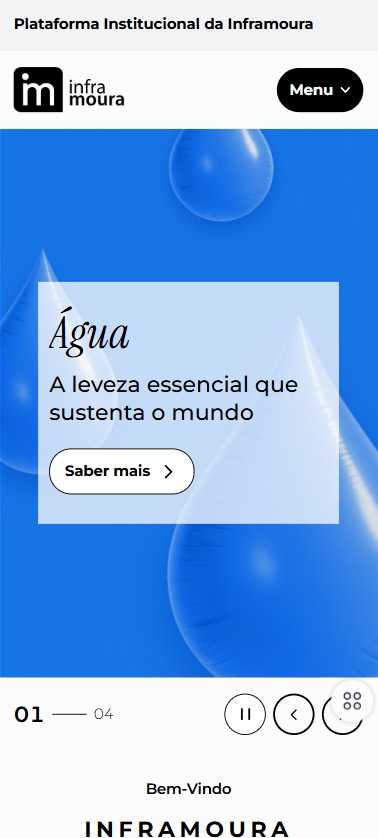 Plataforma Institucional da Inframoura
im infra
moura
Menu
Água
A leveza essencial que
sustenta o mundo
Saber mais
01
04
Bem-Vindo
INFRAMOURA